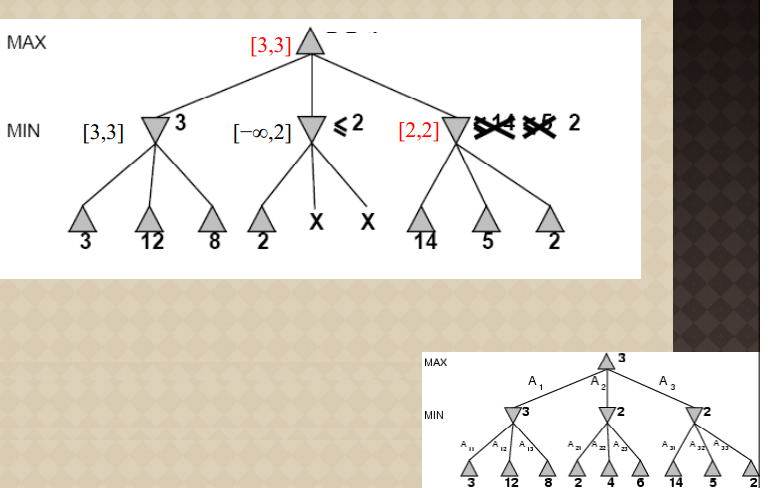 MAX [3,3]
MIN [3,3] 3 [−∞,2] ≤ 2 [2,2] 2
X X
3 12 8 2 14 5 2
MAX 3
A1 A2 A3
MIN 3 2 2
A11 A12 A13 A21 A22 A23 A31 A32 A33
3 12 8 2 4 6 14 5 2